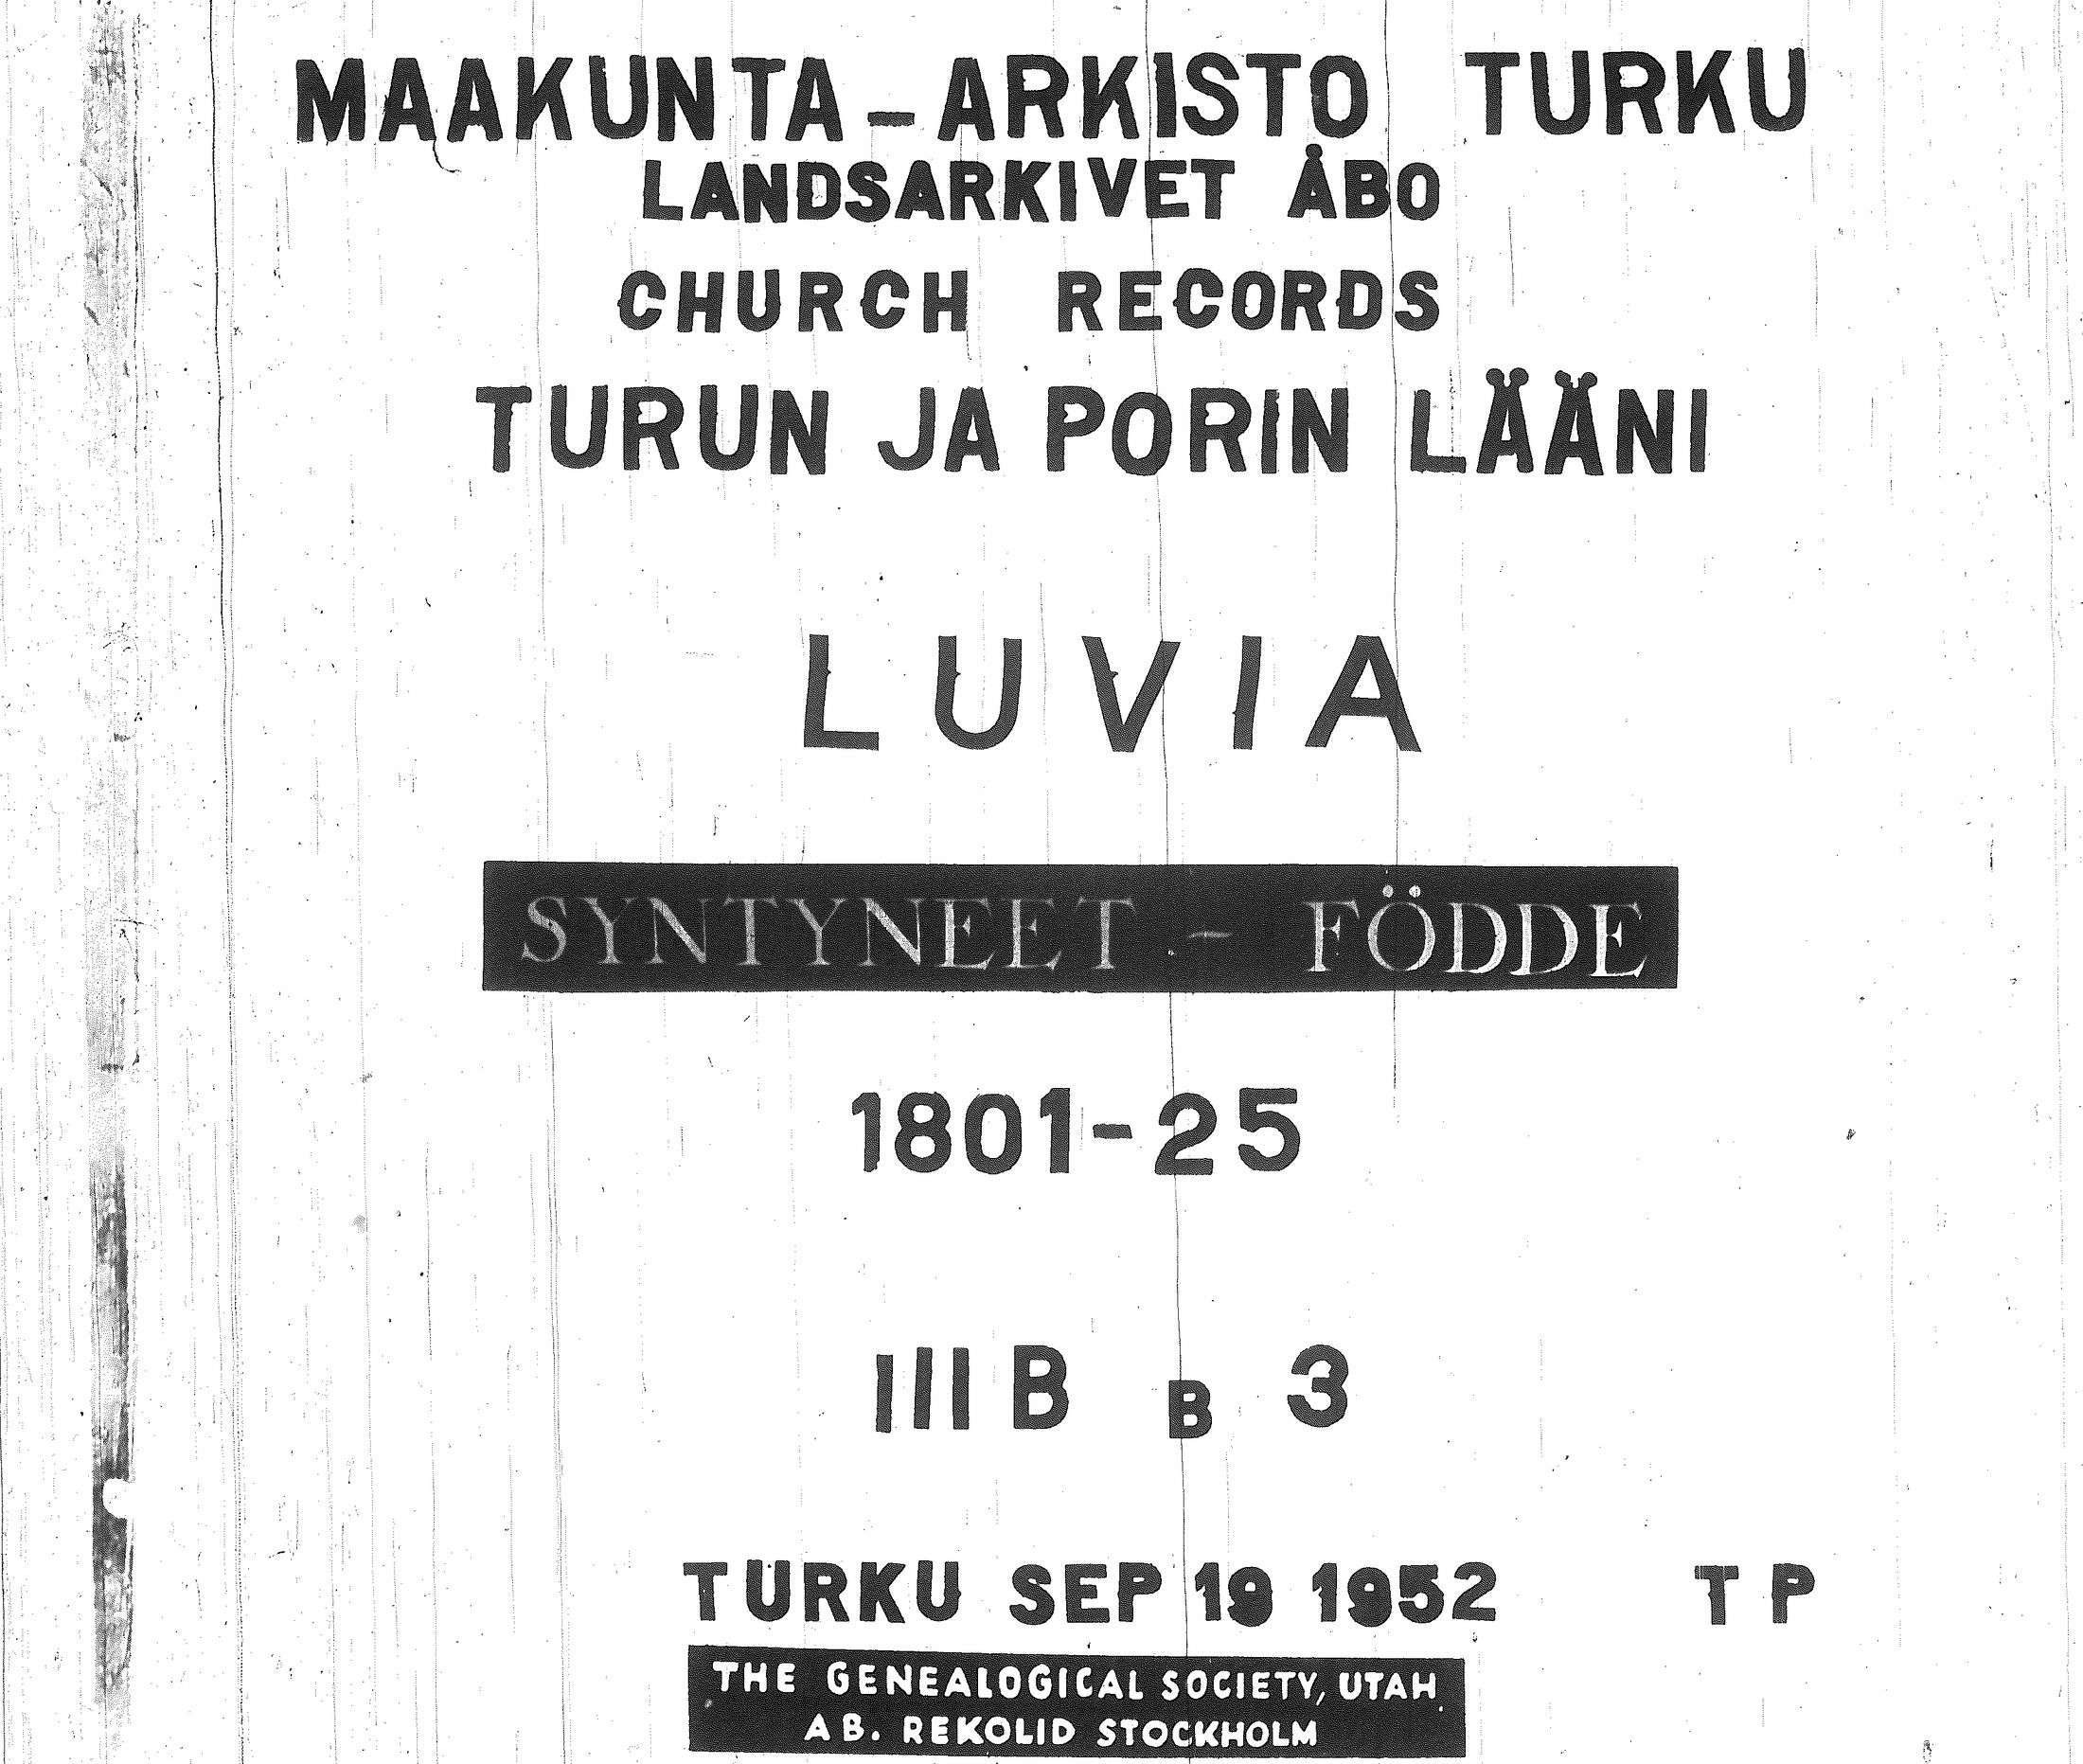 MAAKUNTA-ARKISTO TURKU
LANDSARKIVET ÅBO
CHURCH RECORDS
TURUN JA PORIN LÄÄNI
LUVIA
SYNTYNEET - FÖDDE
1801-25
III B B 3
TURKU SEP 19 1952 T P
THE GENEALOGICAL SOCIETY, UTAH
AB. REKOLID STOCKHOLM